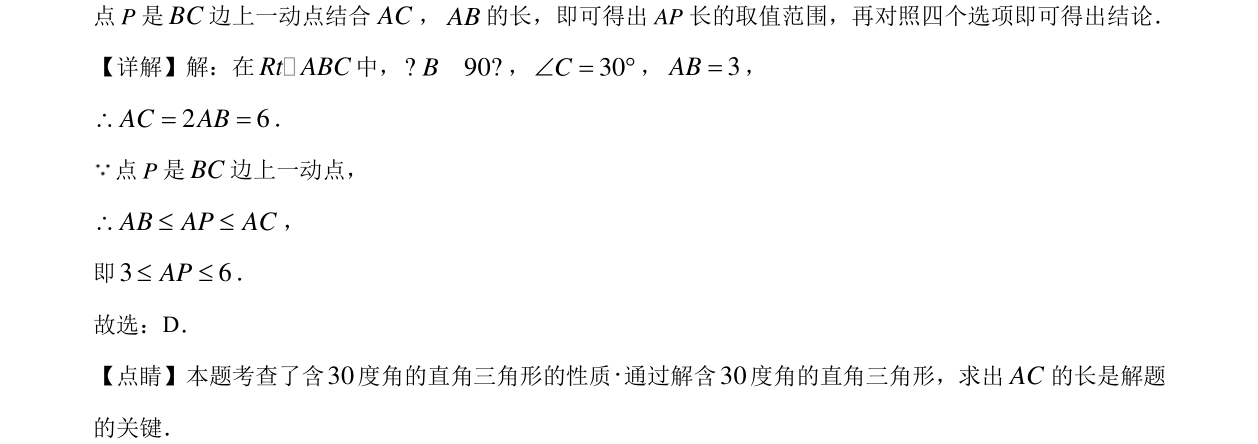 点 P 是 BC 边上一动点结合 AC ， AB 的长，即可得出 AP 长的取值范围，再对照四个选项即可得出结论．
【详解】解：在 Rt□ ABC 中，? B 90?，∠C = 30°， AB = 3，
∴ AC = 2AB = 6．
∵点 P 是 BC 边上一动点，
∴ AB ≤ AP ≤ AC ，
即 3 ≤ AP ≤ 6．
故选：D．
【点睛】本题考查了含 30 度角的直角三角形的性质·通过解含 30 度角的直角三角形，求出 AC 的长是解题
的关键．